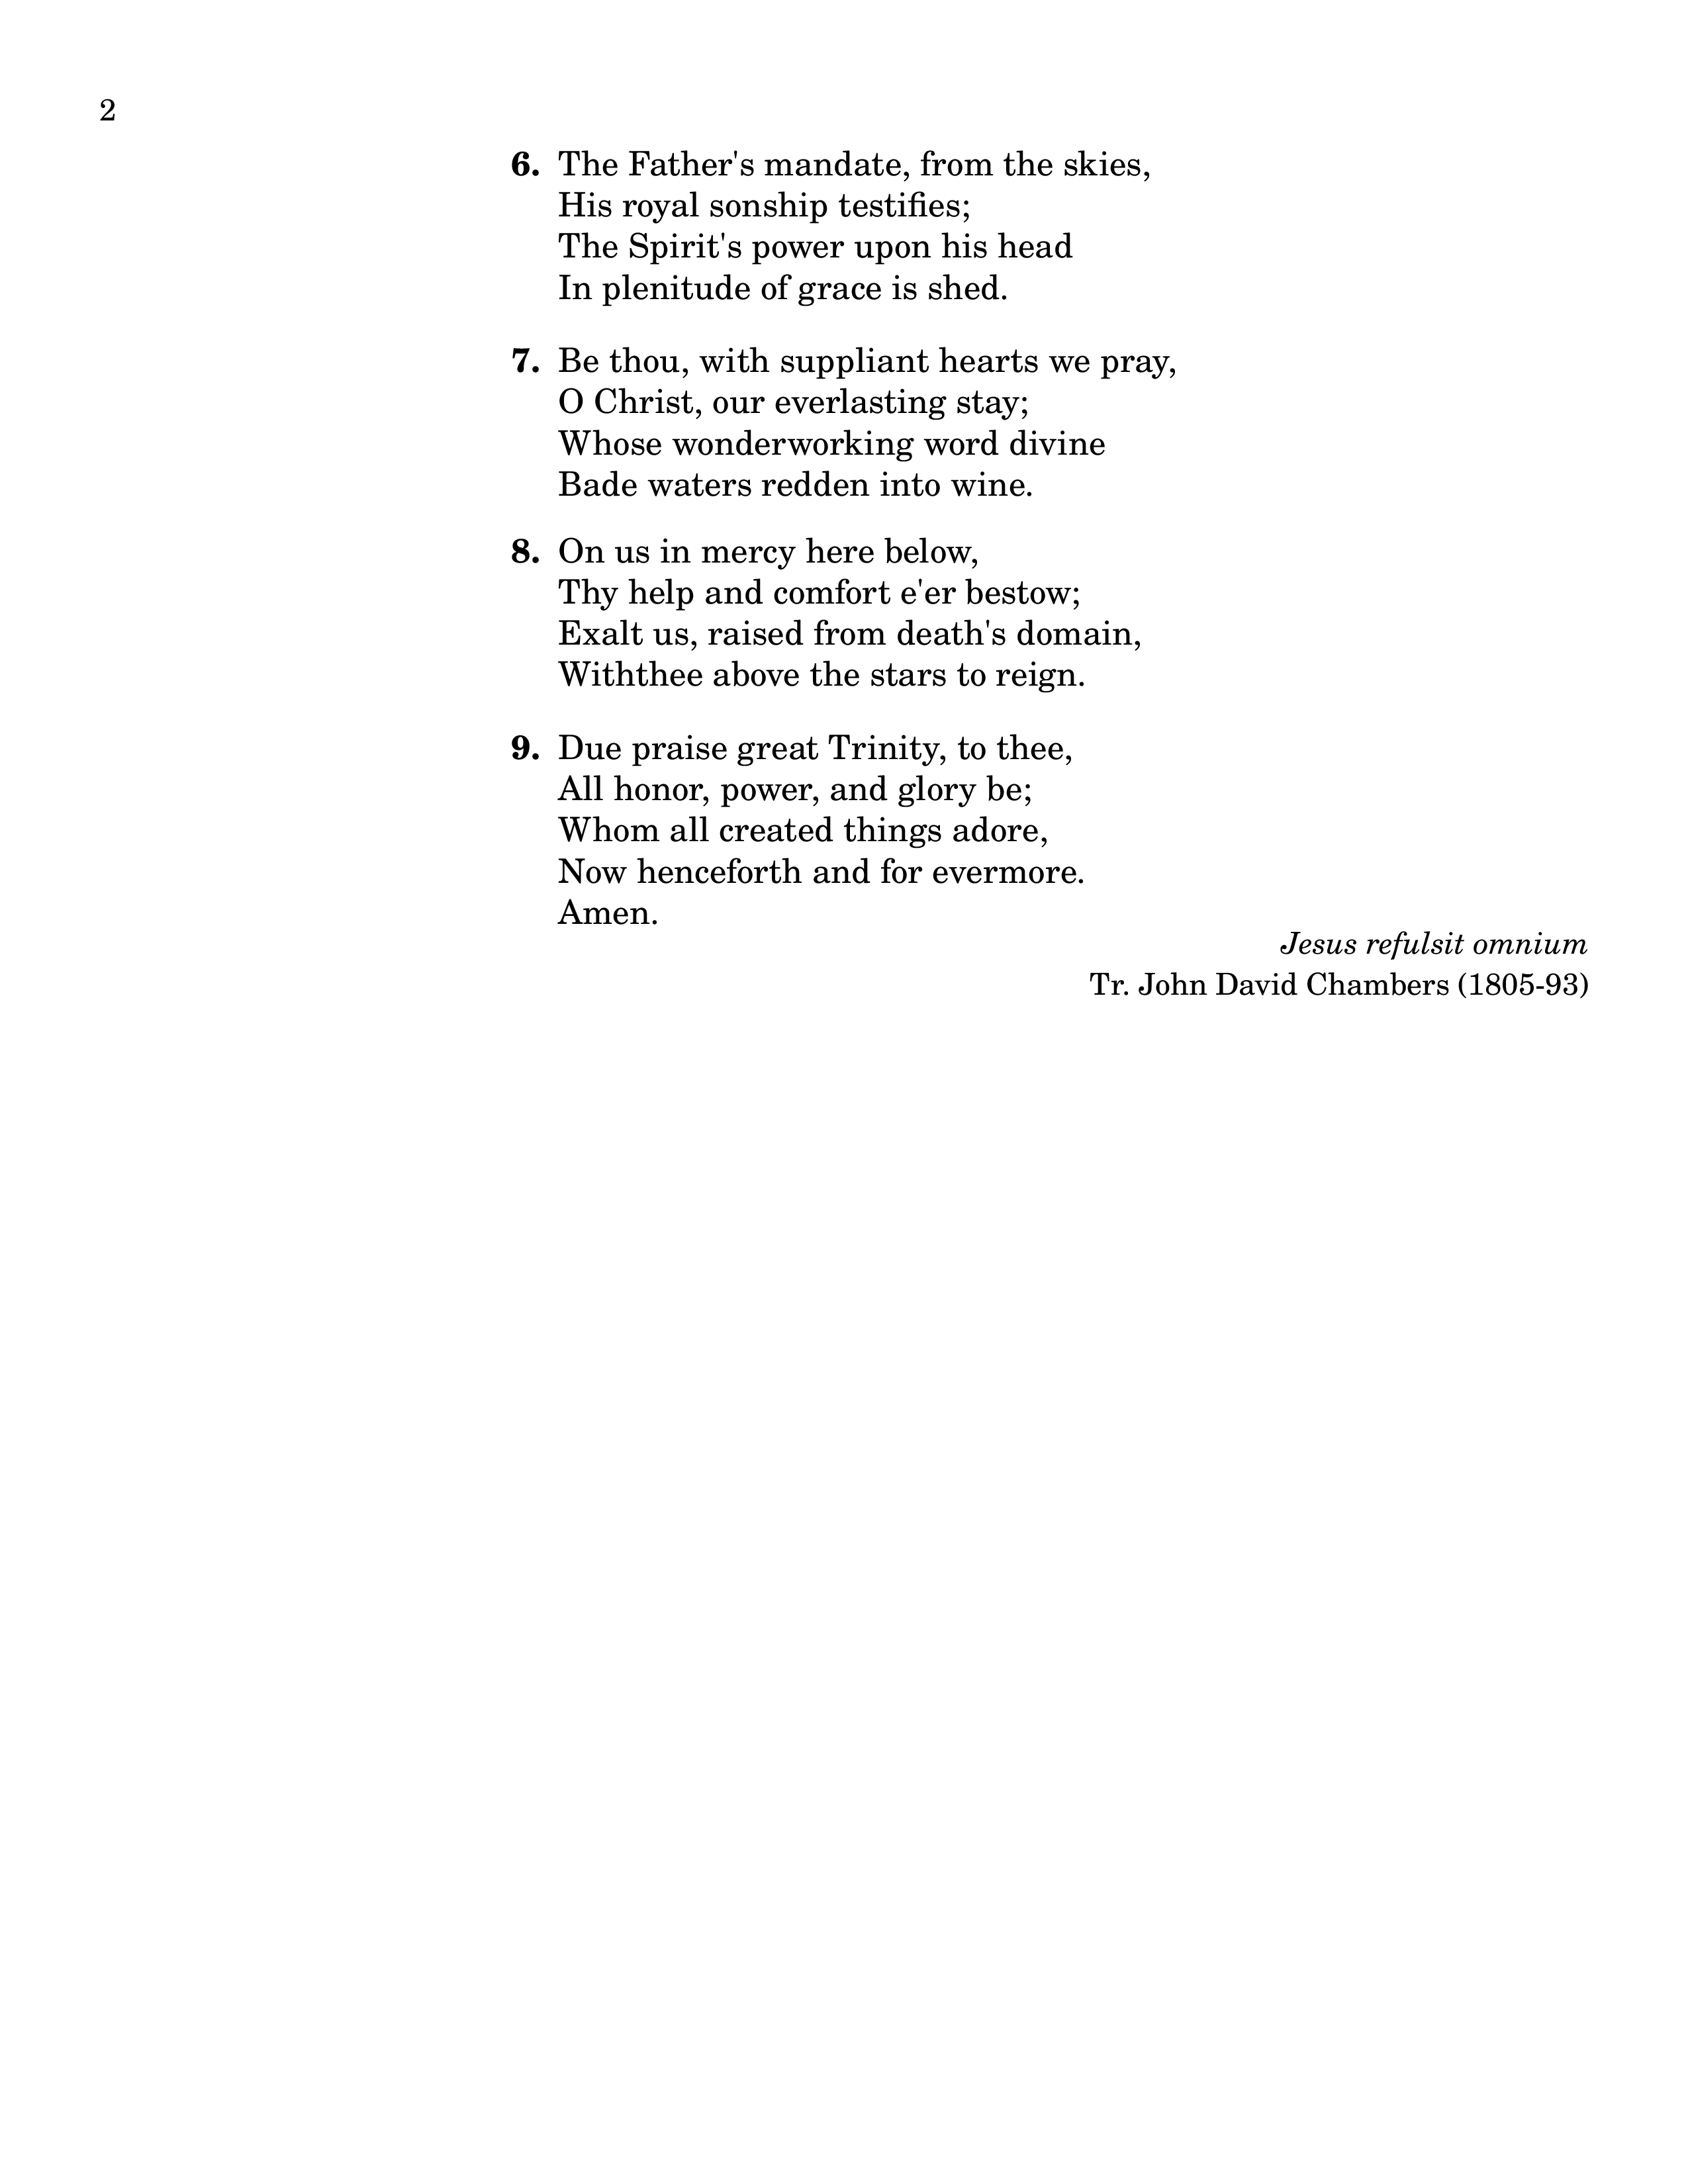 2
6. The Father's mandate, from the skies,
His royal sonship testifies;
The Spirit's power upon his head
In plenitude of grace is shed.
7. Be thou, with suppliant hearts we pray,
O Christ, our everlasting stay;
Whose wonderworking word divine
Bade waters redden into wine.
8. On us in mercy here below,
Thy help and comfort e'er bestow;
Exalt us, raised from death's domain,
Withthee above the stars to reign.
9. Due praise great Trinity, to thee,
All honor, power, and glory be;
Whom all created things adore,
Now henceforth and for evermore.
Amen.
Jesus refulsit omnium
Tr. John David Chambers (1805-93)